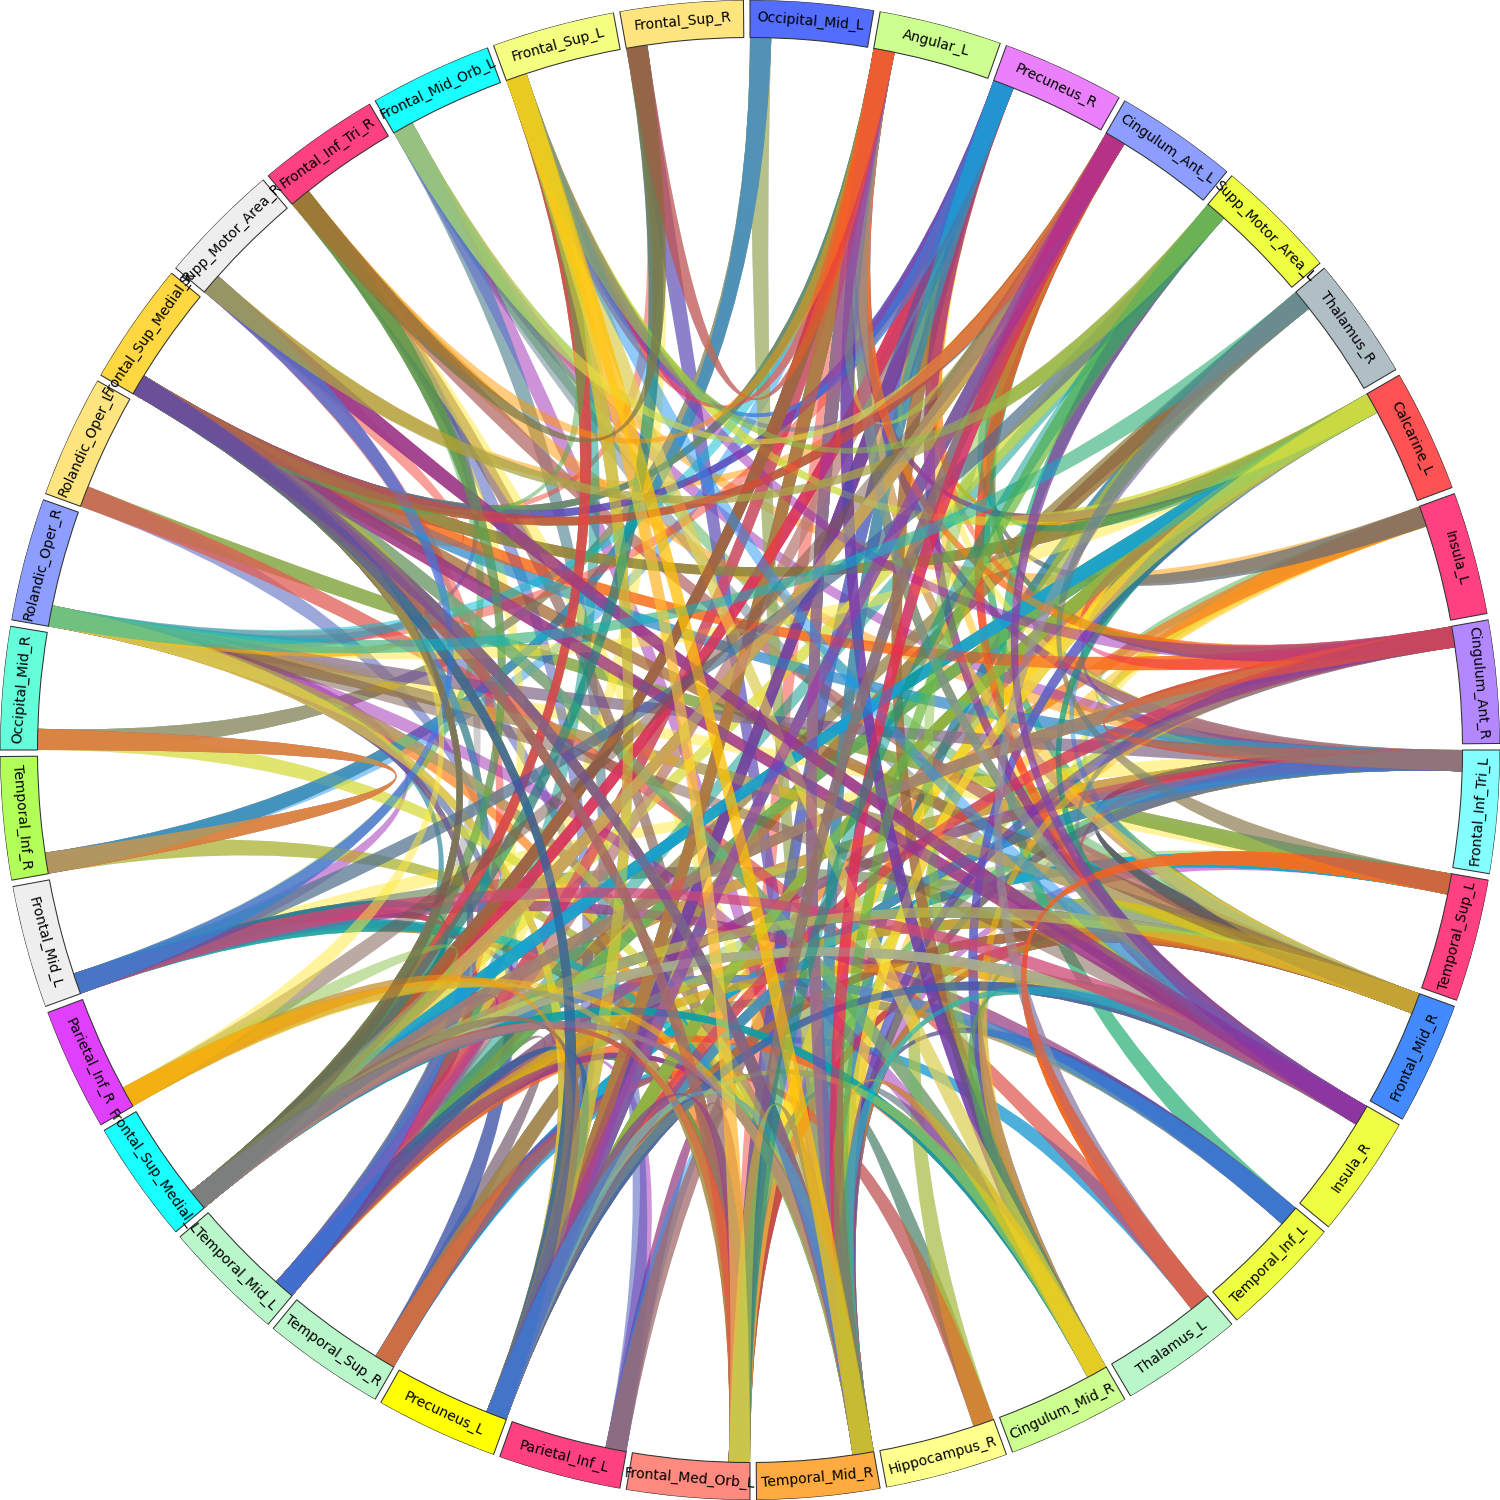 Occipital_Mid_L
Angular_L
Precuneus_R
Cingulum_Ant_L
Supp_Motor_Area_L
Thalamus_R
Calcarine_L
Insula_L
Cingulum_Ant_R
Frontal_Inf_Tri_L
Temporal_Sup_L
Frontal_Mid_R
Insula_R
Temporal_Inf_L
Thalamus_L
Cingulum_Mid_R
Hippocampus_R
Temporal_Mid_R
Frontal_Med_Orb_L
Parietal_Inf_L
Precuneus_L
Temporal_Sup_R
Temporal_Mid_L
Frontal_Sup_Medial_L
Parietal_Inf_R
Frontal_Mid_L
Temporal_Inf_R
Occipital_Mid_R
Rolandic_Oper_R
Rolandic_Oper_L
Frontal_Sup_Medial_R
Supp_Motor_Area_R
Frontal_Inf_Tri_R
Frontal_Mid_Orb_L
Frontal_Sup_L
Frontal_Sup_R